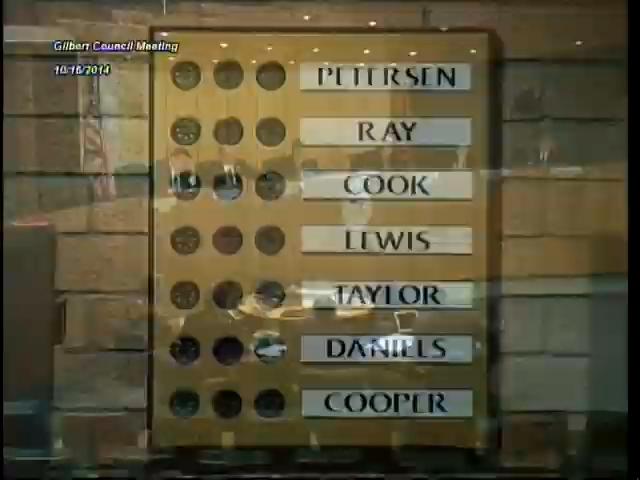 Gilbert Council Meeting
10/16/2014
PETERSEN
RAY
COOK
LEWIS
TAYLOR
DANIELS
COOPER